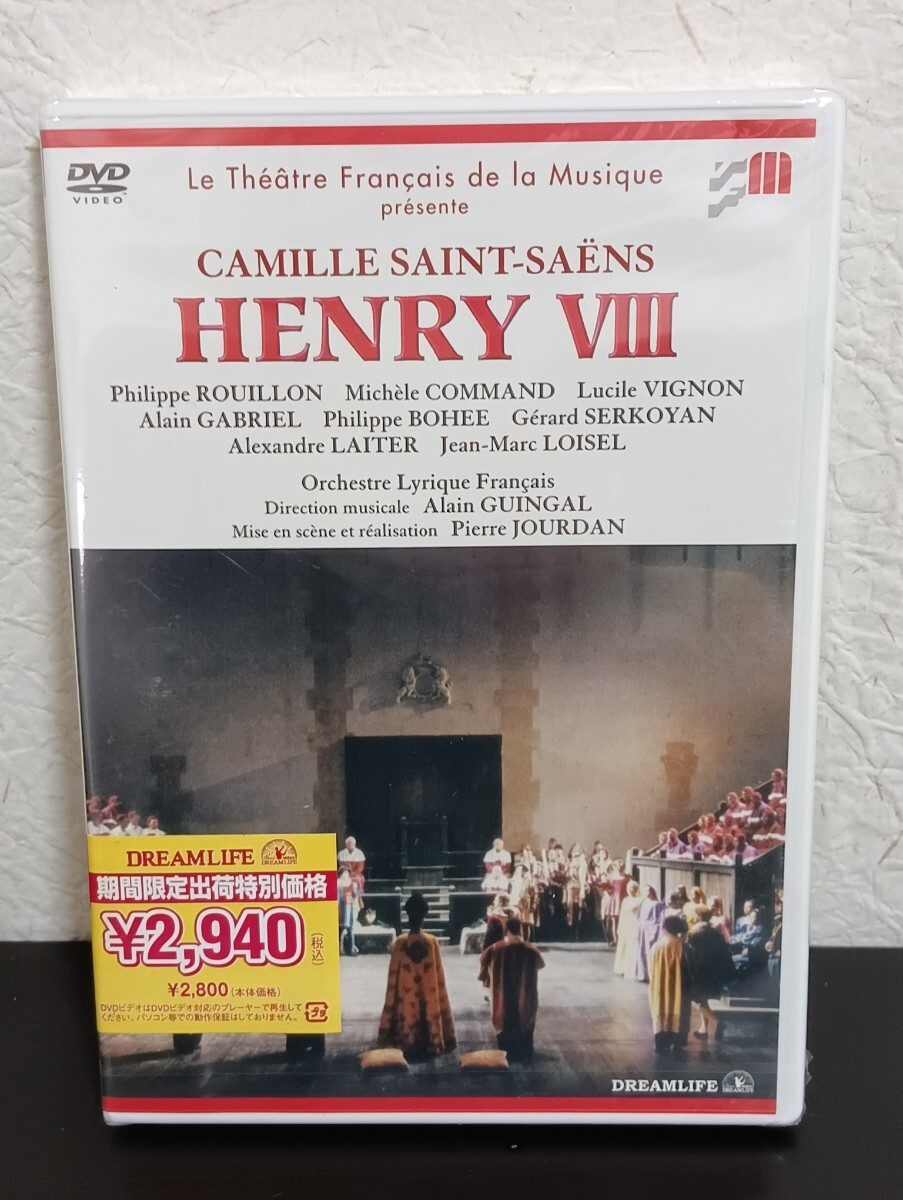 DVD
VIDEO
Le Théâtre Français de la Musique
présente
CAMILLE SAINT-SAËNS
HENRY VIII
Philippe ROUILLON Michèle COMMAND Lucile VIGNON
Alain GABRIEL Philippe BOHEE Gérard SERKOYAN
Alexandre LAITER Jean-Marc LOISEL
Orchestre Lyrique Français
Direction musicale Alain GUINGAL
Mise en scène et réalisation Pierre JOURDAN
DREAMLIFE DREAMLIFE
期間限定出荷特別価格
¥2,940(税込)
¥2,800(本体価格)
DVDビデオはDVDビデオ対応のプレーヤーで再生して
ください。パソコン等での動作保証はしておりません。
プラ
DREAMLIFE DREAMLIFE